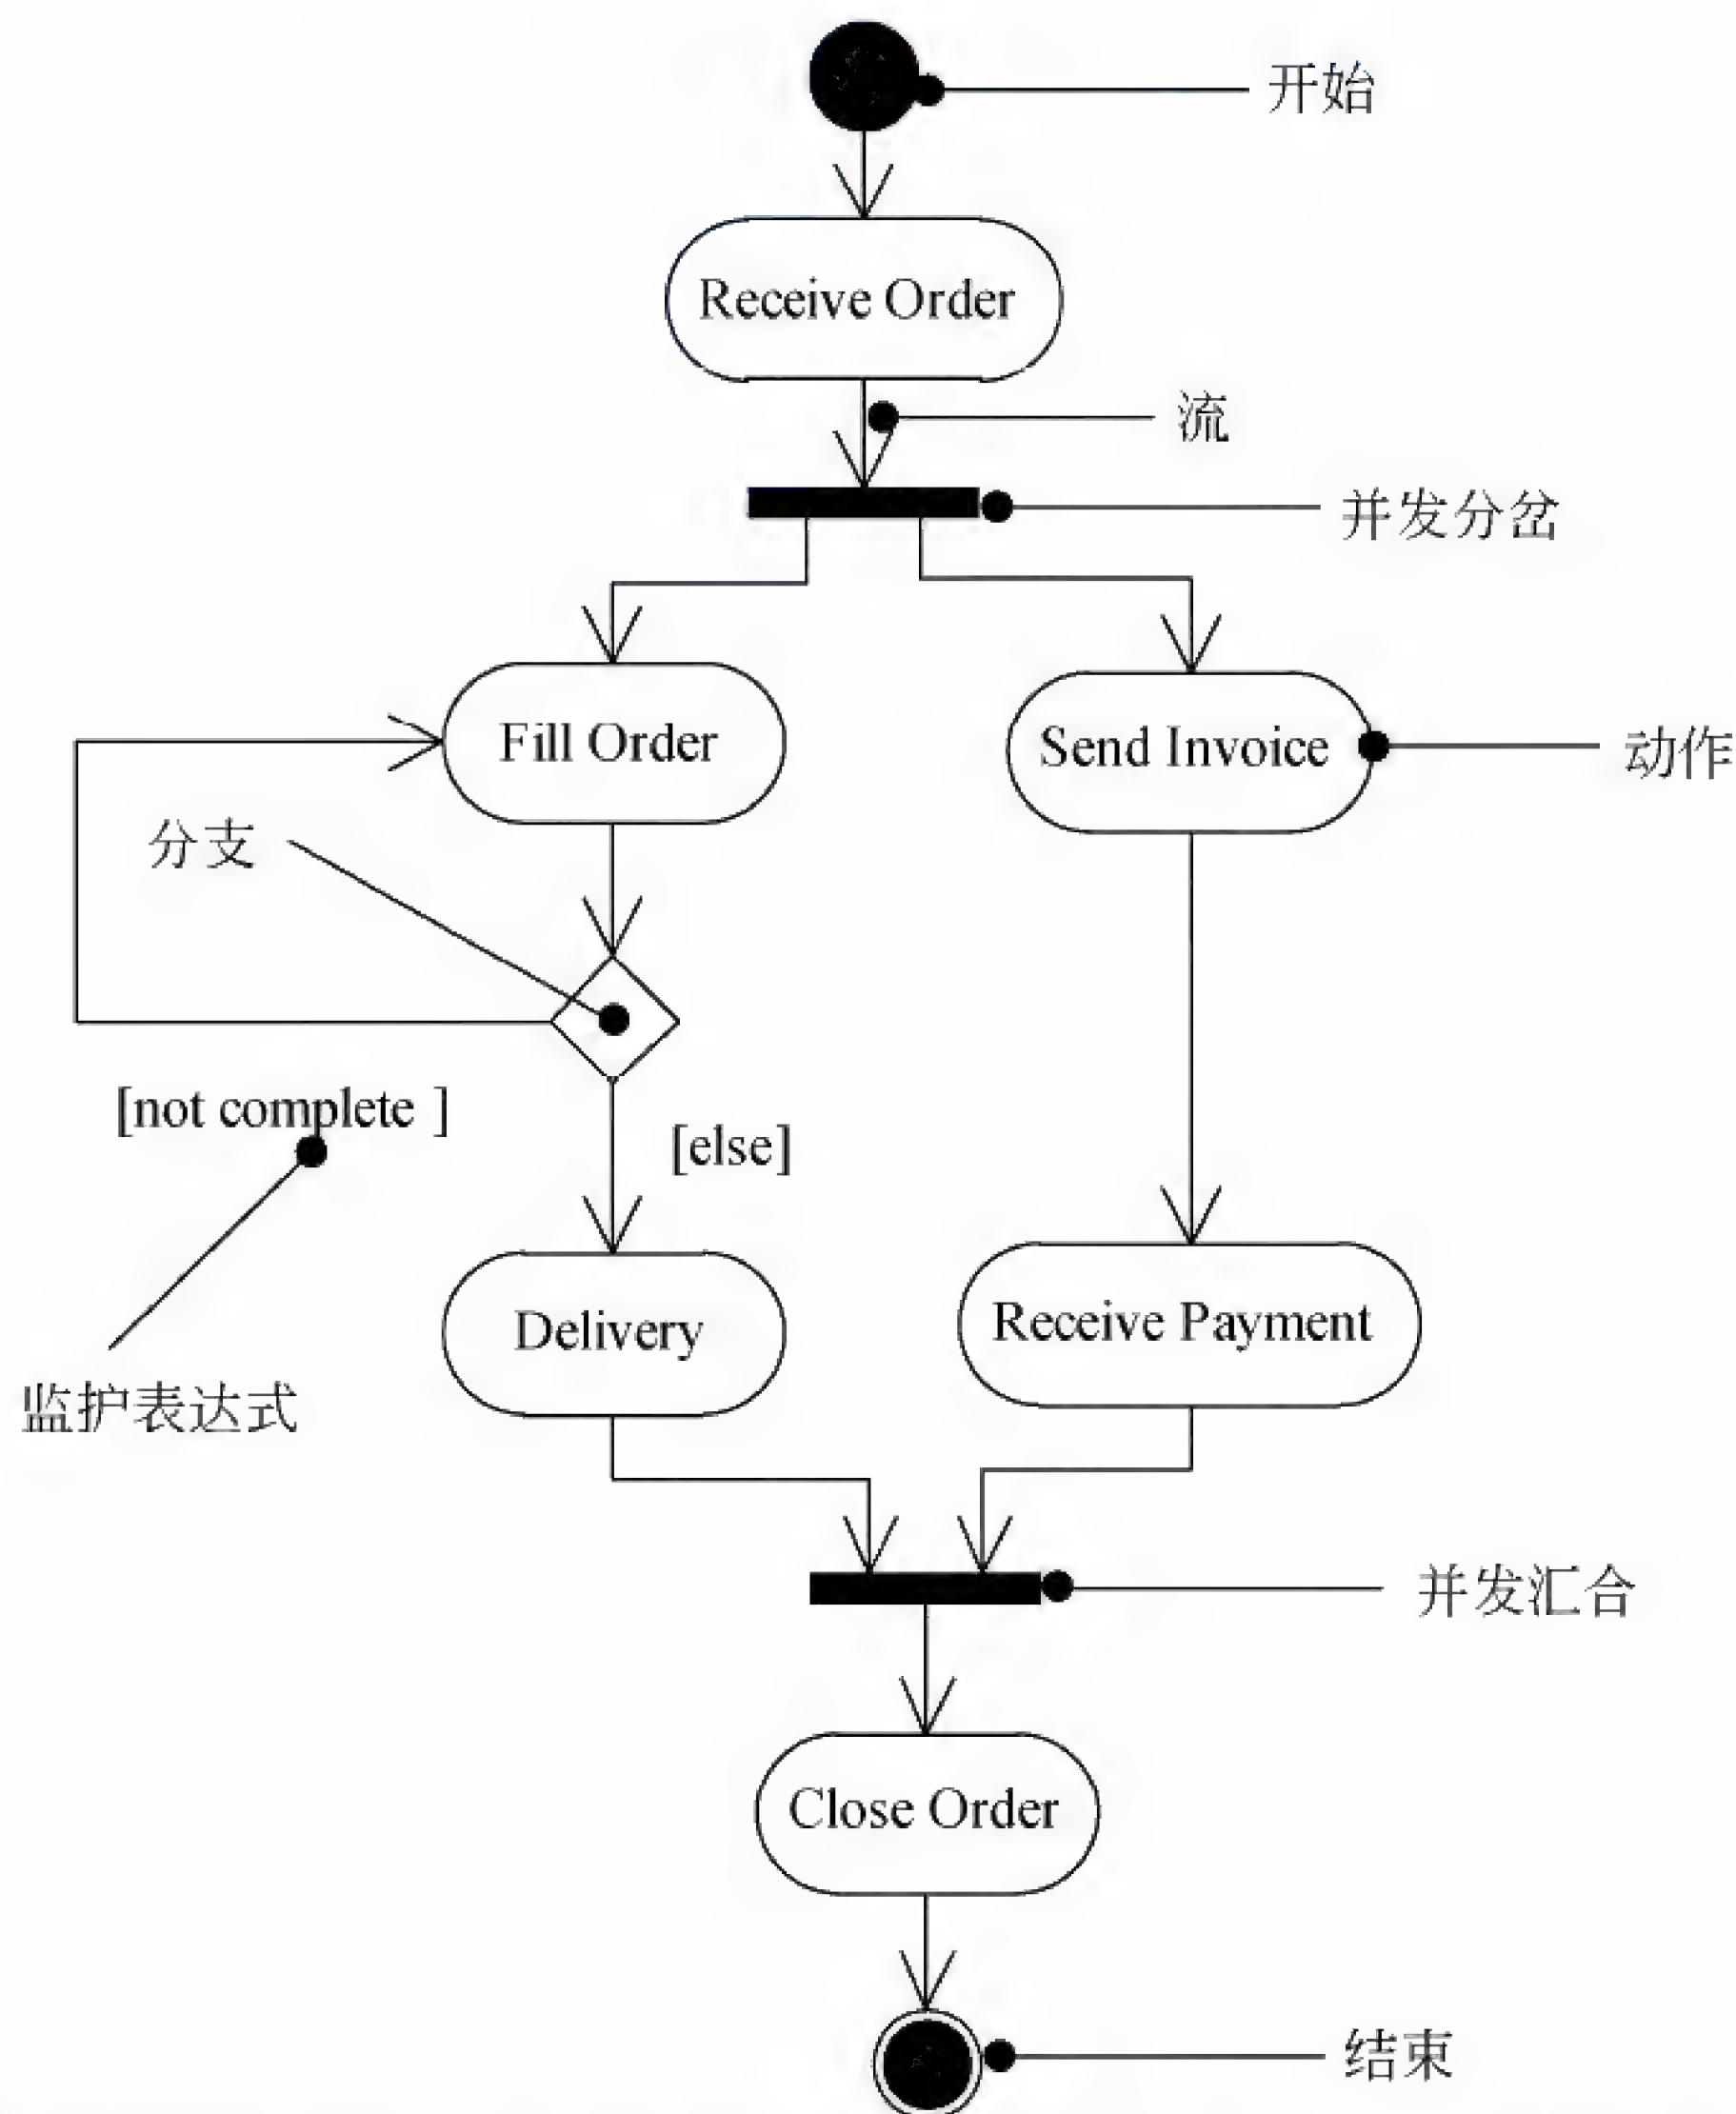 开始
Receive Order
流
并发分岔
Fill Order
Send Invoice
动作
分支
[not complete ]
[else]
Delivery
Receive Payment
监护表达式
并发汇合
Close Order
结束